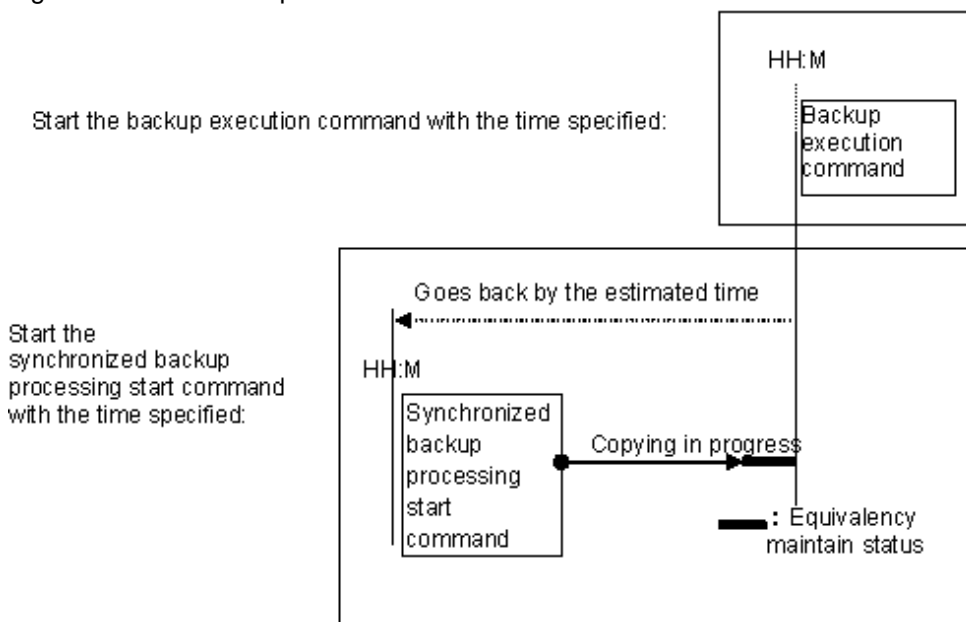 HH:M
Start the backup execution command with the time specified:
Backup
execution
command
Goes back by the estimated time
Start the
synchronized backup
processing start command
with the time specified:
HH:M
Synchronized
backup
processing
start
command
Copying in progress
: Equivalency
maintain status